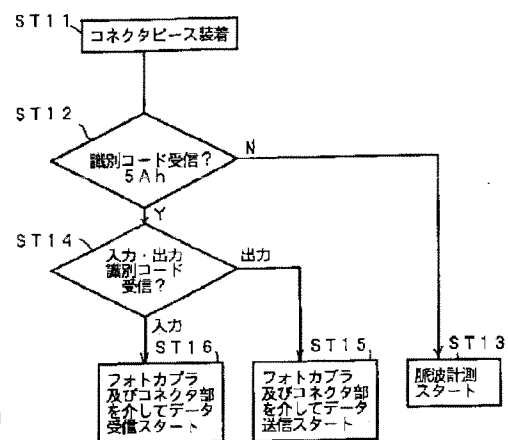 ST11
コネクタピース装着
ST12
識別コード受信?
5Ah
N
Y
ST14
入力・出力
識別コード
受信?
出力
入力
ST16
フォトカプラ
及びコネクタ部
を介してデータ
受信スタート
ST15
フォトカプラ
及びコネクタ部
を介してデータ
送信スタート
ST13
脈波計測
スタート